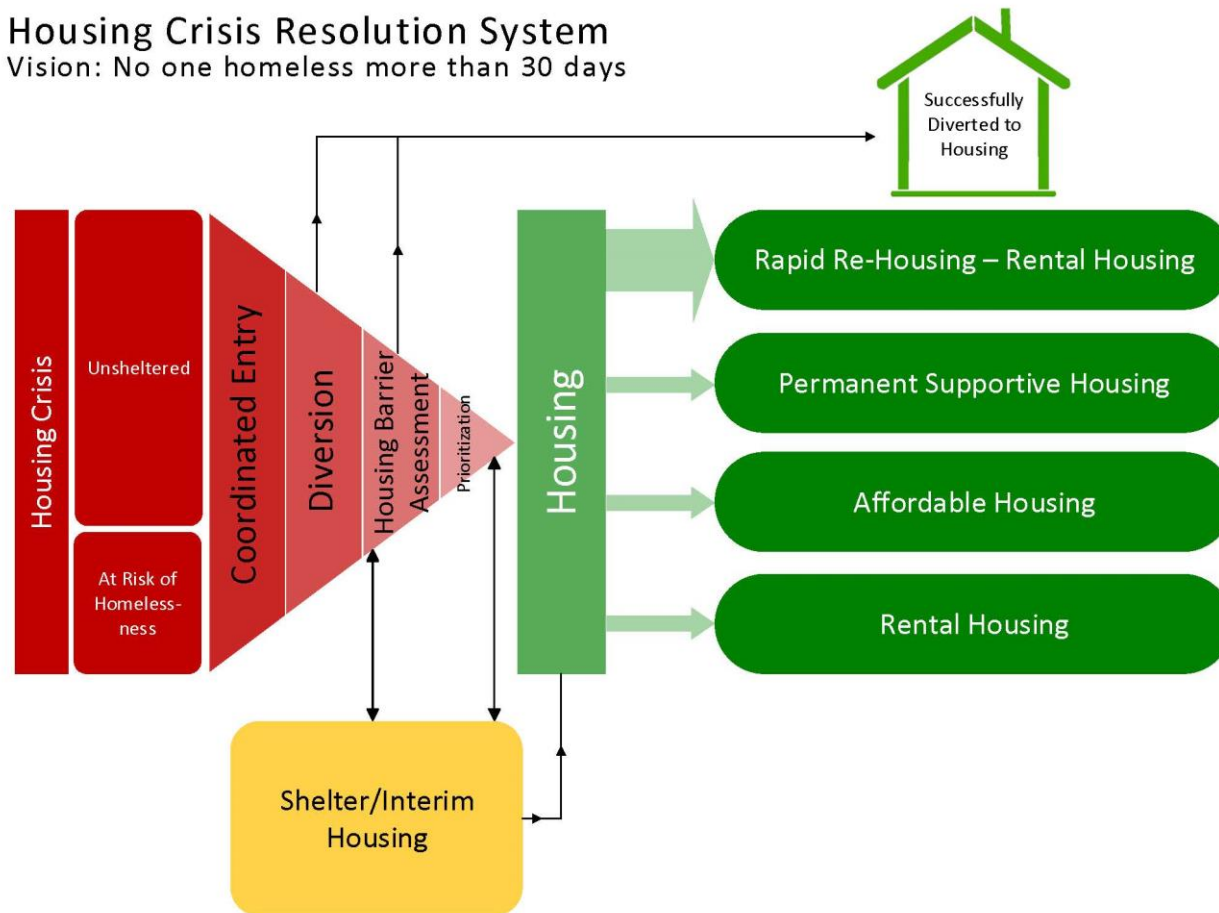 Housing Crisis Resolution System
Vision: No one homeless more than 30 days
Successfully
Diverted to
Housing
Housing Crisis
Unsheltered
At Risk of
Homeless-
ness
Coordinated Entry
Diversion
Housing Barrier
Assessment
Prioritization
Housing
Rapid Re-Housing – Rental Housing
Permanent Supportive Housing
Affordable Housing
Rental Housing
Shelter/Interim
Housing